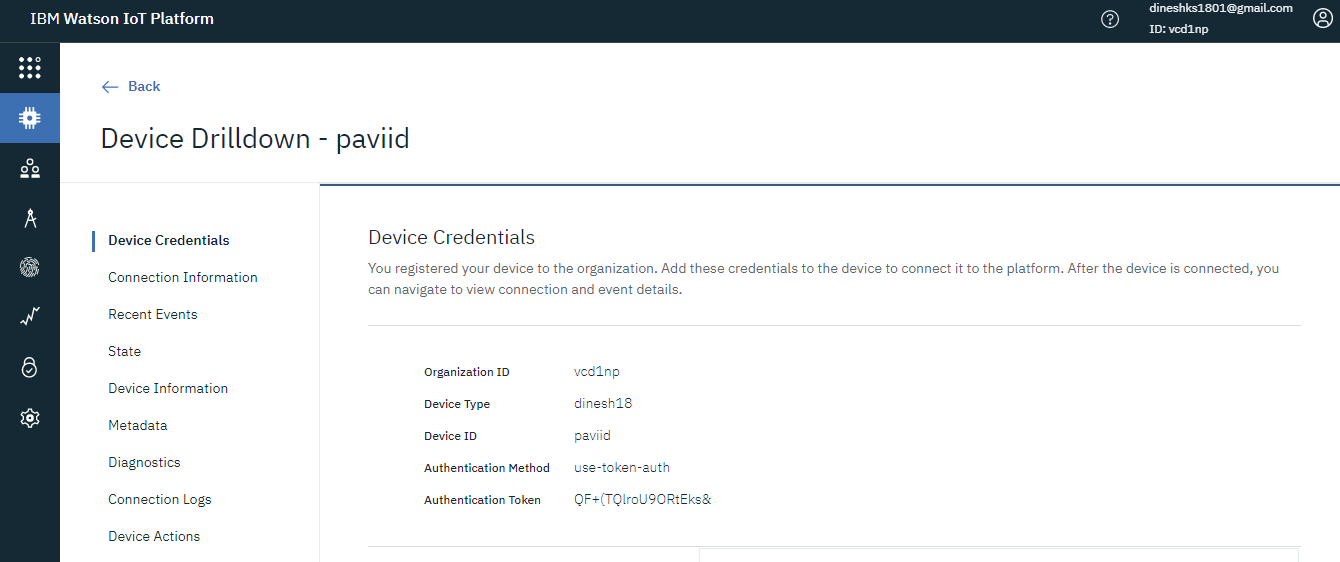 IBM Watson IoT Platform
dineshks1801@gmail.com
ID: vcd1np
Back
Device Drilldown - paviid
Device Credentials
Connection Information
Recent Events
State
Device Information
Metadata
Diagnostics
Connection Logs
Device Actions
Device Credentials
You registered your device to the organization. Add these credentials to the device to connect it to the platform. After the device is connected, you
can navigate to view connection and event details.
Organization ID vcd1np
Device Type dinesh18
Device ID paviid
Authentication Method use-token-auth
Authentication Token QF+(TQlroU9ORtEks&